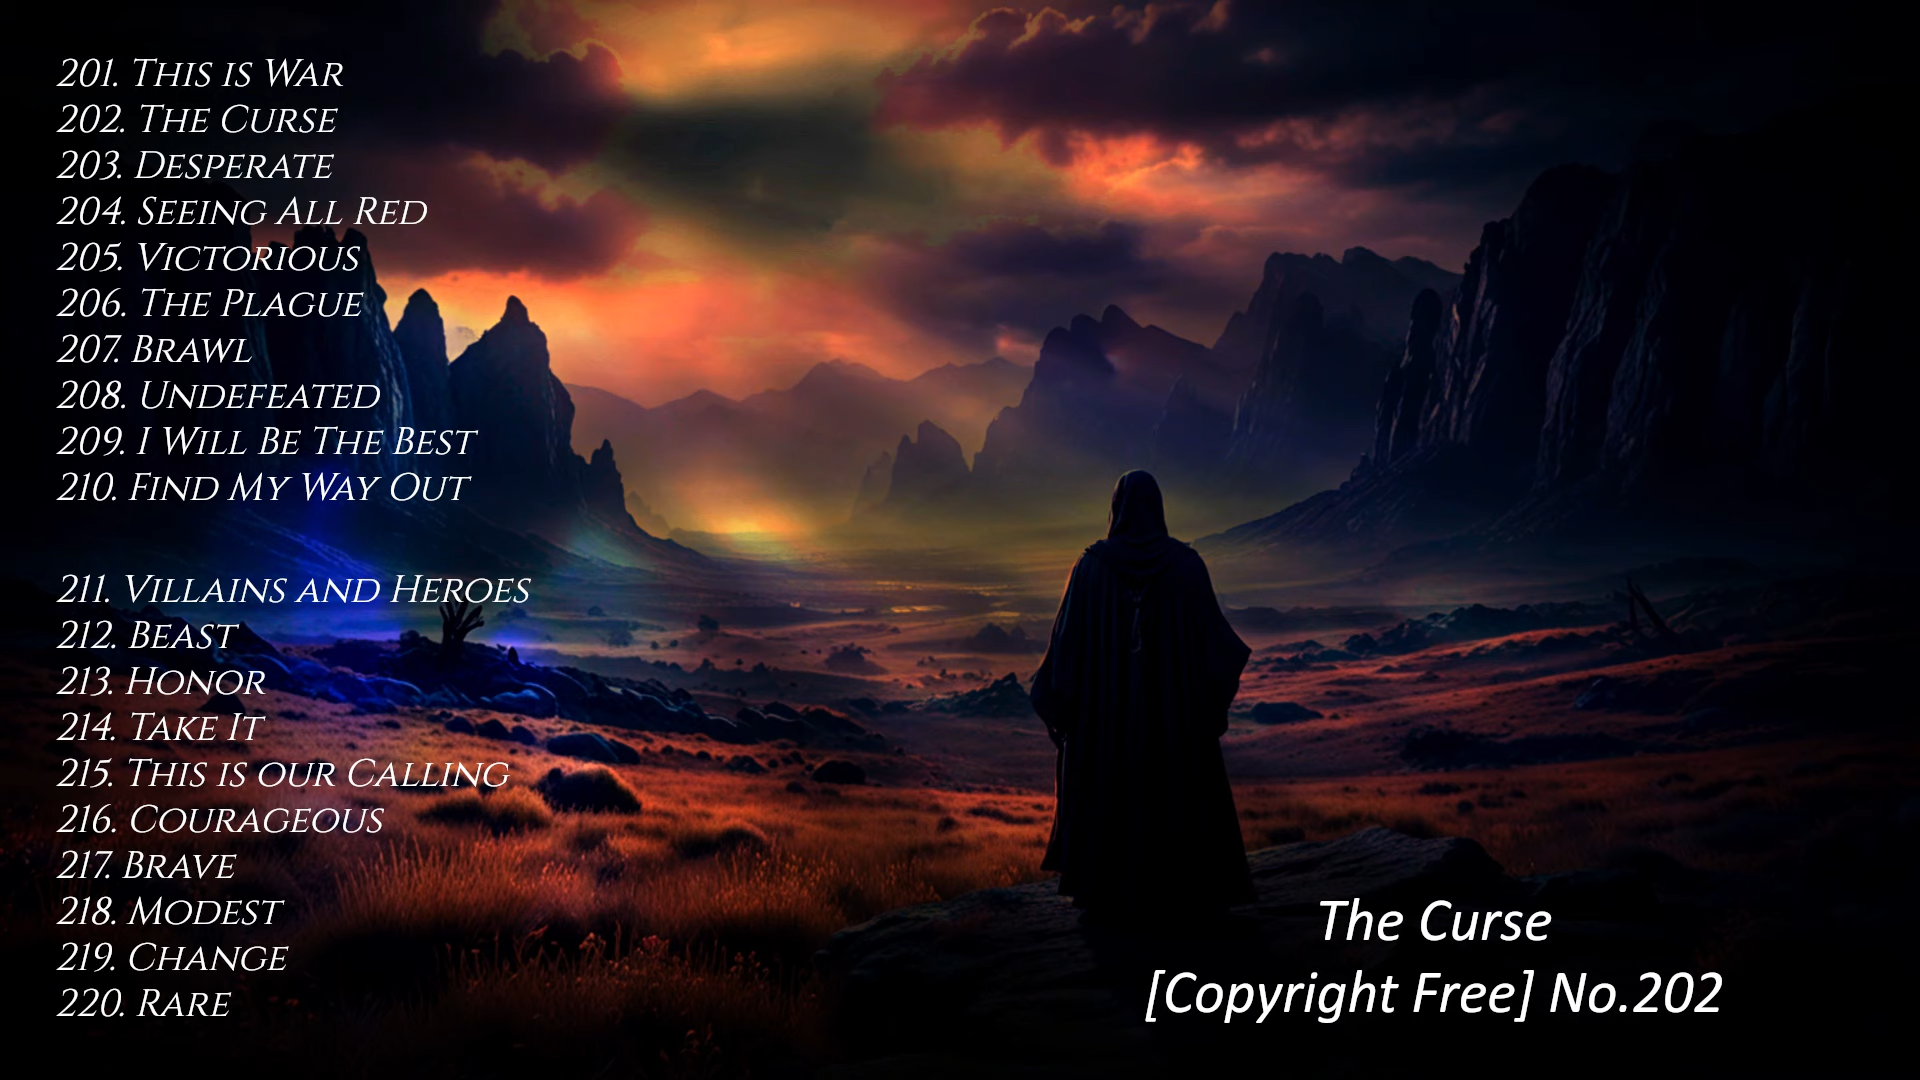 201. This is War
202. The Curse
203. Desperate
204. Seeing All Red
205. Victorious
206. The Plague
207. Brawl
208. Undefeated
209. I Will Be The Best
210. Find My Way Out
211. Villains and Heroes
212. Beast
213. Honor
214. Take It
215. This is our Calling
216. Courageous
217. Brave
218. Modest
219. Change
220. Rare
The Curse
[Copyright Free] No.202